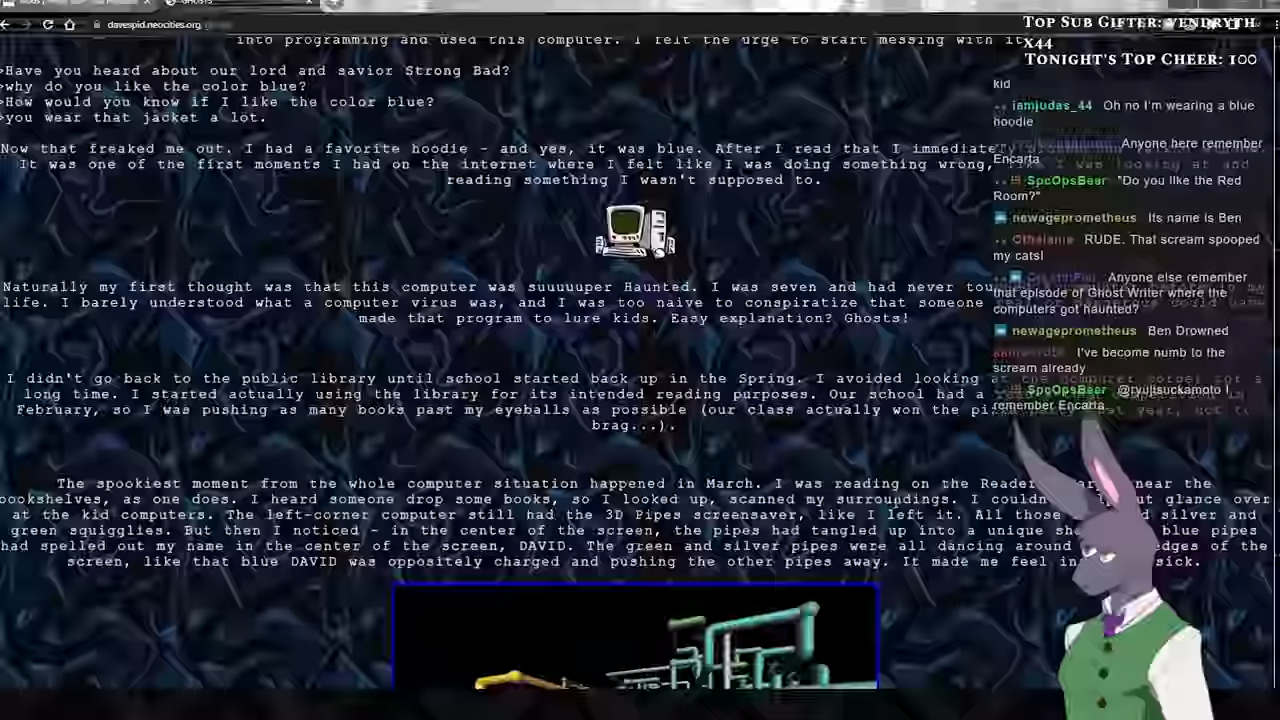 davespid.neocities.org
into programming and used this computer. I felt the urge to start messing with it
>Have you heard about our lord and savior Strong Bad?
>why do you like the color blue?
>How would you know if I like the color blue?
>you wear that jacket a lot.
Now that freaked me out. I had a favorite hoodie - and yes, it was blue. After I read that I immediate
It was one of the first moments I had on the internet where I felt like I was doing something wrong, I was looking at and
reading something I wasn't supposed to.
Naturally my first thought was that this computer was suuuuuper Haunted. I was seven and had never tou
life. I barely understood what a computer virus was, and I was too naive to conspiratize that someone
made that program to lure kids. Easy explanation? Ghosts!
I didn't go back to the public library until school started back up in the Spring. I avoided looking a
long time. I started actually using the library for its intended reading purposes. Our school had a
February, so I was pushing as many books past my eyeballs as possible (our class actually won the pi
brag...).
The spookiest moment from the whole computer situation happened in March. I was reading on the Reader near the
bookshelves, as one does. I heard someone drop some books, so I looked up, scanned my surroundings. I couldn glance over
at the kid computers. The left-corner computer still had the 3D Pipes screensaver, like I left it. All those silver and
green squigglies. But then I noticed - in the center of the screen, the pipes had tangled up into a unique blue pipes
had spelled out my name in the center of the screen, DAVID. The green and silver pipes were all dancing around edges of the
screen, like that blue DAVID was oppositely charged and pushing the other pipes away. It made me feel sick.
Top Sub Gifter: vendryth
x44
Tonight's Top Cheer: 100
kid
iamjudas_44 Oh no I'm wearing a blue
hoodie
Anyone here remember
Encarta
SpcOpsBear "Do you like the Red
Room?"
newageprometheus Its name is Ben
RUDE. That scream spooped
my cats!
Anyone else remember
that episode of Ghost Writer where the
computers got haunted?
newageprometheus Ben Drowned
I've become numb to the
scream already
SpcOpsBear @tyujisurkamoto I
remember Encarta